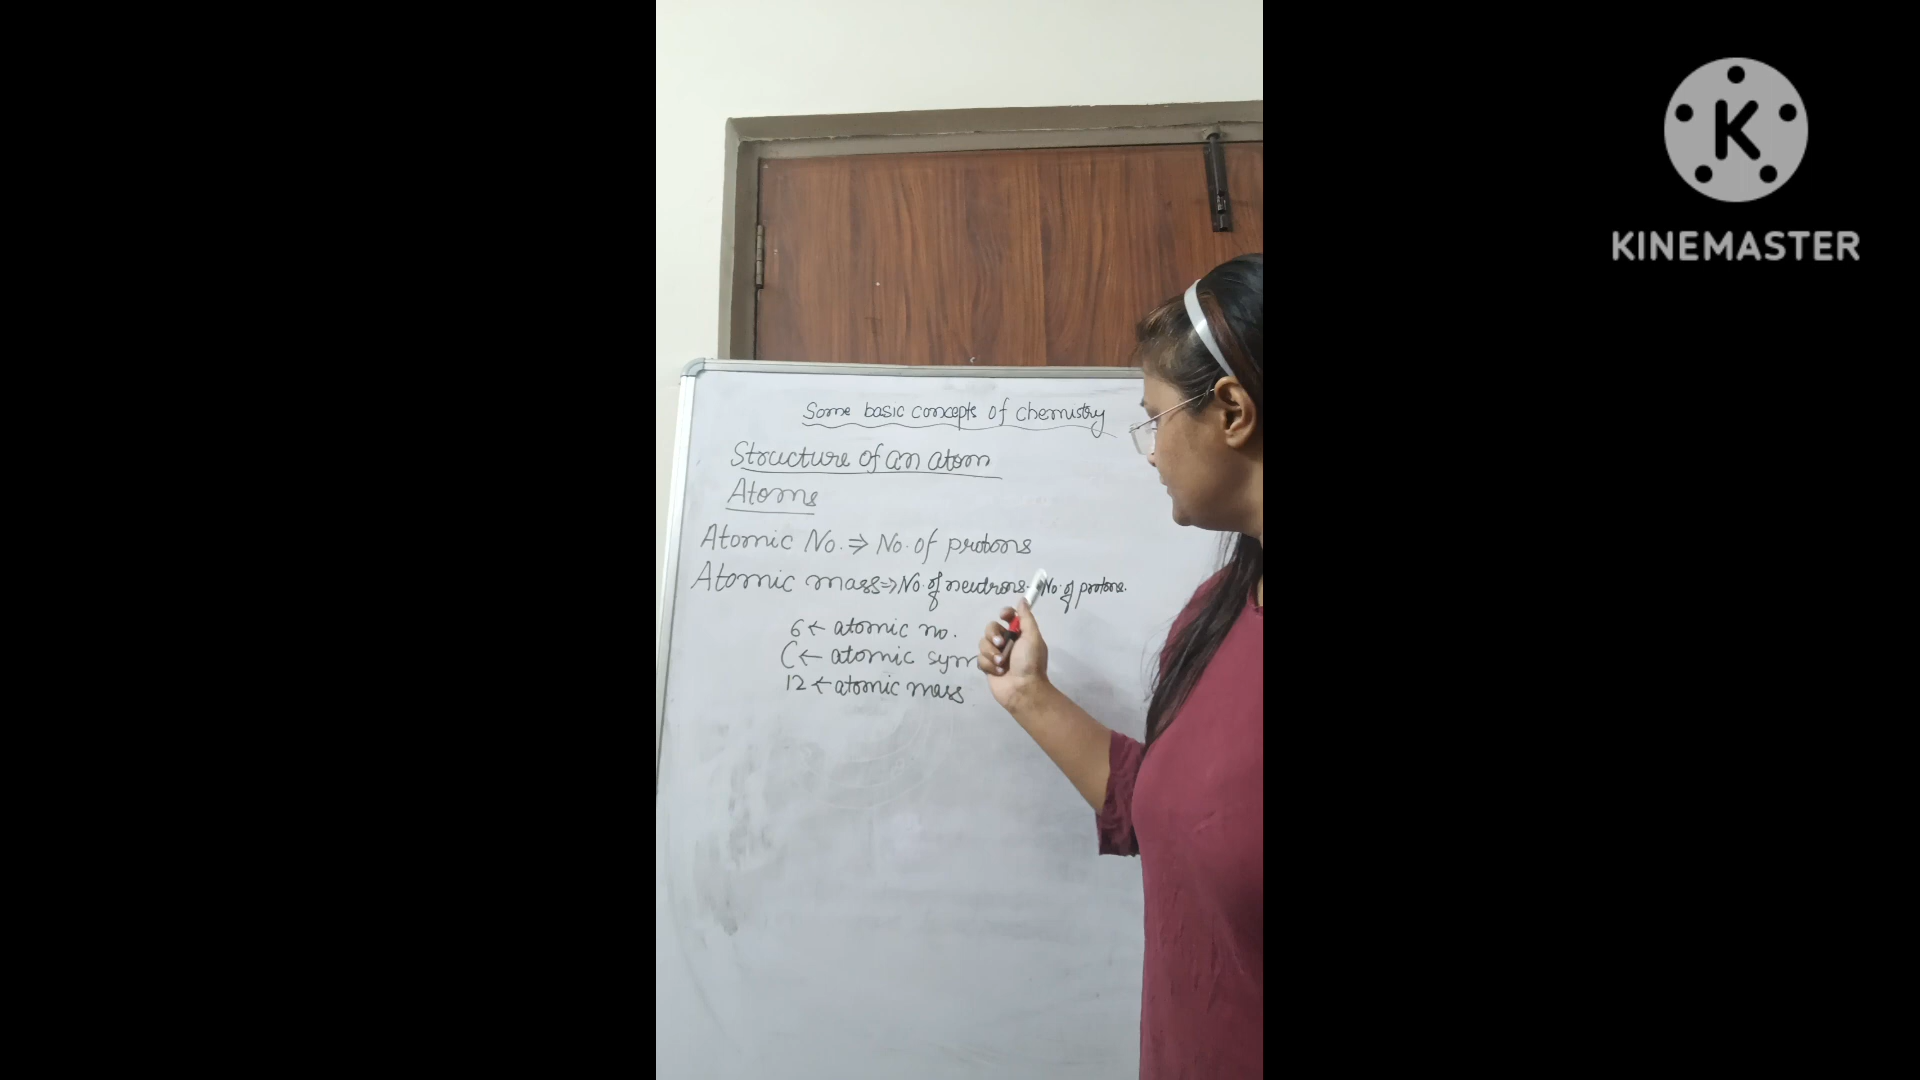 KINEMASTER
Some basic concepts of chemistry
Structure of an atom
Atoms
Atomic No. ⇒ No. of protons
Atomic mass ⇒ No. of neutrons No. of protons.
6 ← atomic no.
C ← atomic sym
12 ← atomic mass